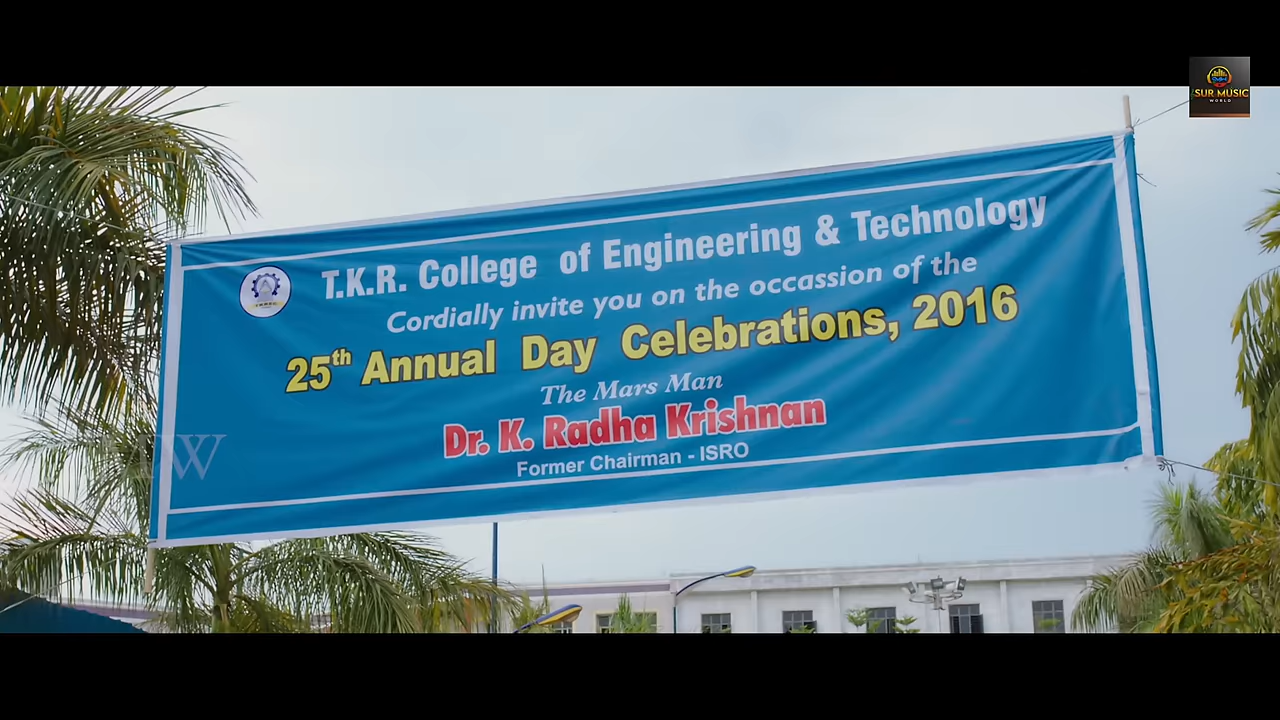 SUR MUSIC
WORLD
T.K.R. College of Engineering & Technology
Cordially invite you on the occassion of the
25th Annual Day Celebrations, 2016
The Mars Man
Dr. K. Radha Krishnan
Former Chairman - ISRO
W